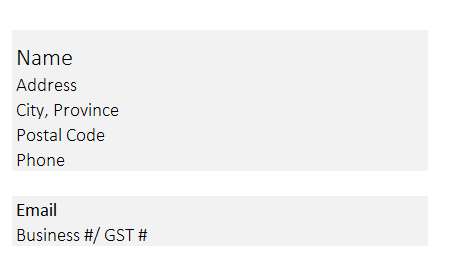 Name
Address
City, Province
Postal Code
Phone
Email
Business #/ GST #